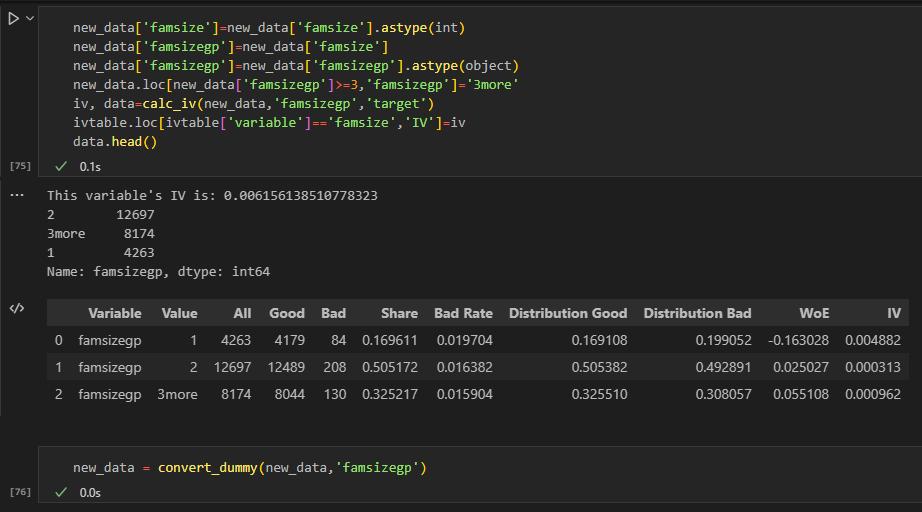 new_data['famsize']=new_data['famsize'].astype(int)
new_data['famsizegp']=new_data['famsize']
new_data['famsizegp']=new_data['famsizegp'].astype(object)
new_data.loc[new_data['famsizegp']>=3,'famsizegp']='3more'
iv, data=calc_iv(new_data,'famsizegp','target')
ivtable.loc[ivtable['variable']=='famsize','IV']=iv
data.head()
[75] ✓ 0.1s
... This variable's IV is: 0.006156138510778323
2 12697
3more 8174
1 4263
Name: famsizegp, dtype: int64
</> Variable Value All Good Bad Share Bad Rate Distribution Good Distribution Bad WoE IV
0 famsizegp 1 4263 4179 84 0.169611 0.019704 0.169108 0.199052 -0.163028 0.004882
1 famsizegp 2 12697 12489 208 0.505172 0.016382 0.505382 0.492891 0.025027 0.000313
2 famsizegp 3more 8174 8044 130 0.325217 0.015904 0.325510 0.308057 0.055108 0.000962
new_data = convert_dummy(new_data,'famsizegp')
[76] ✓ 0.0s